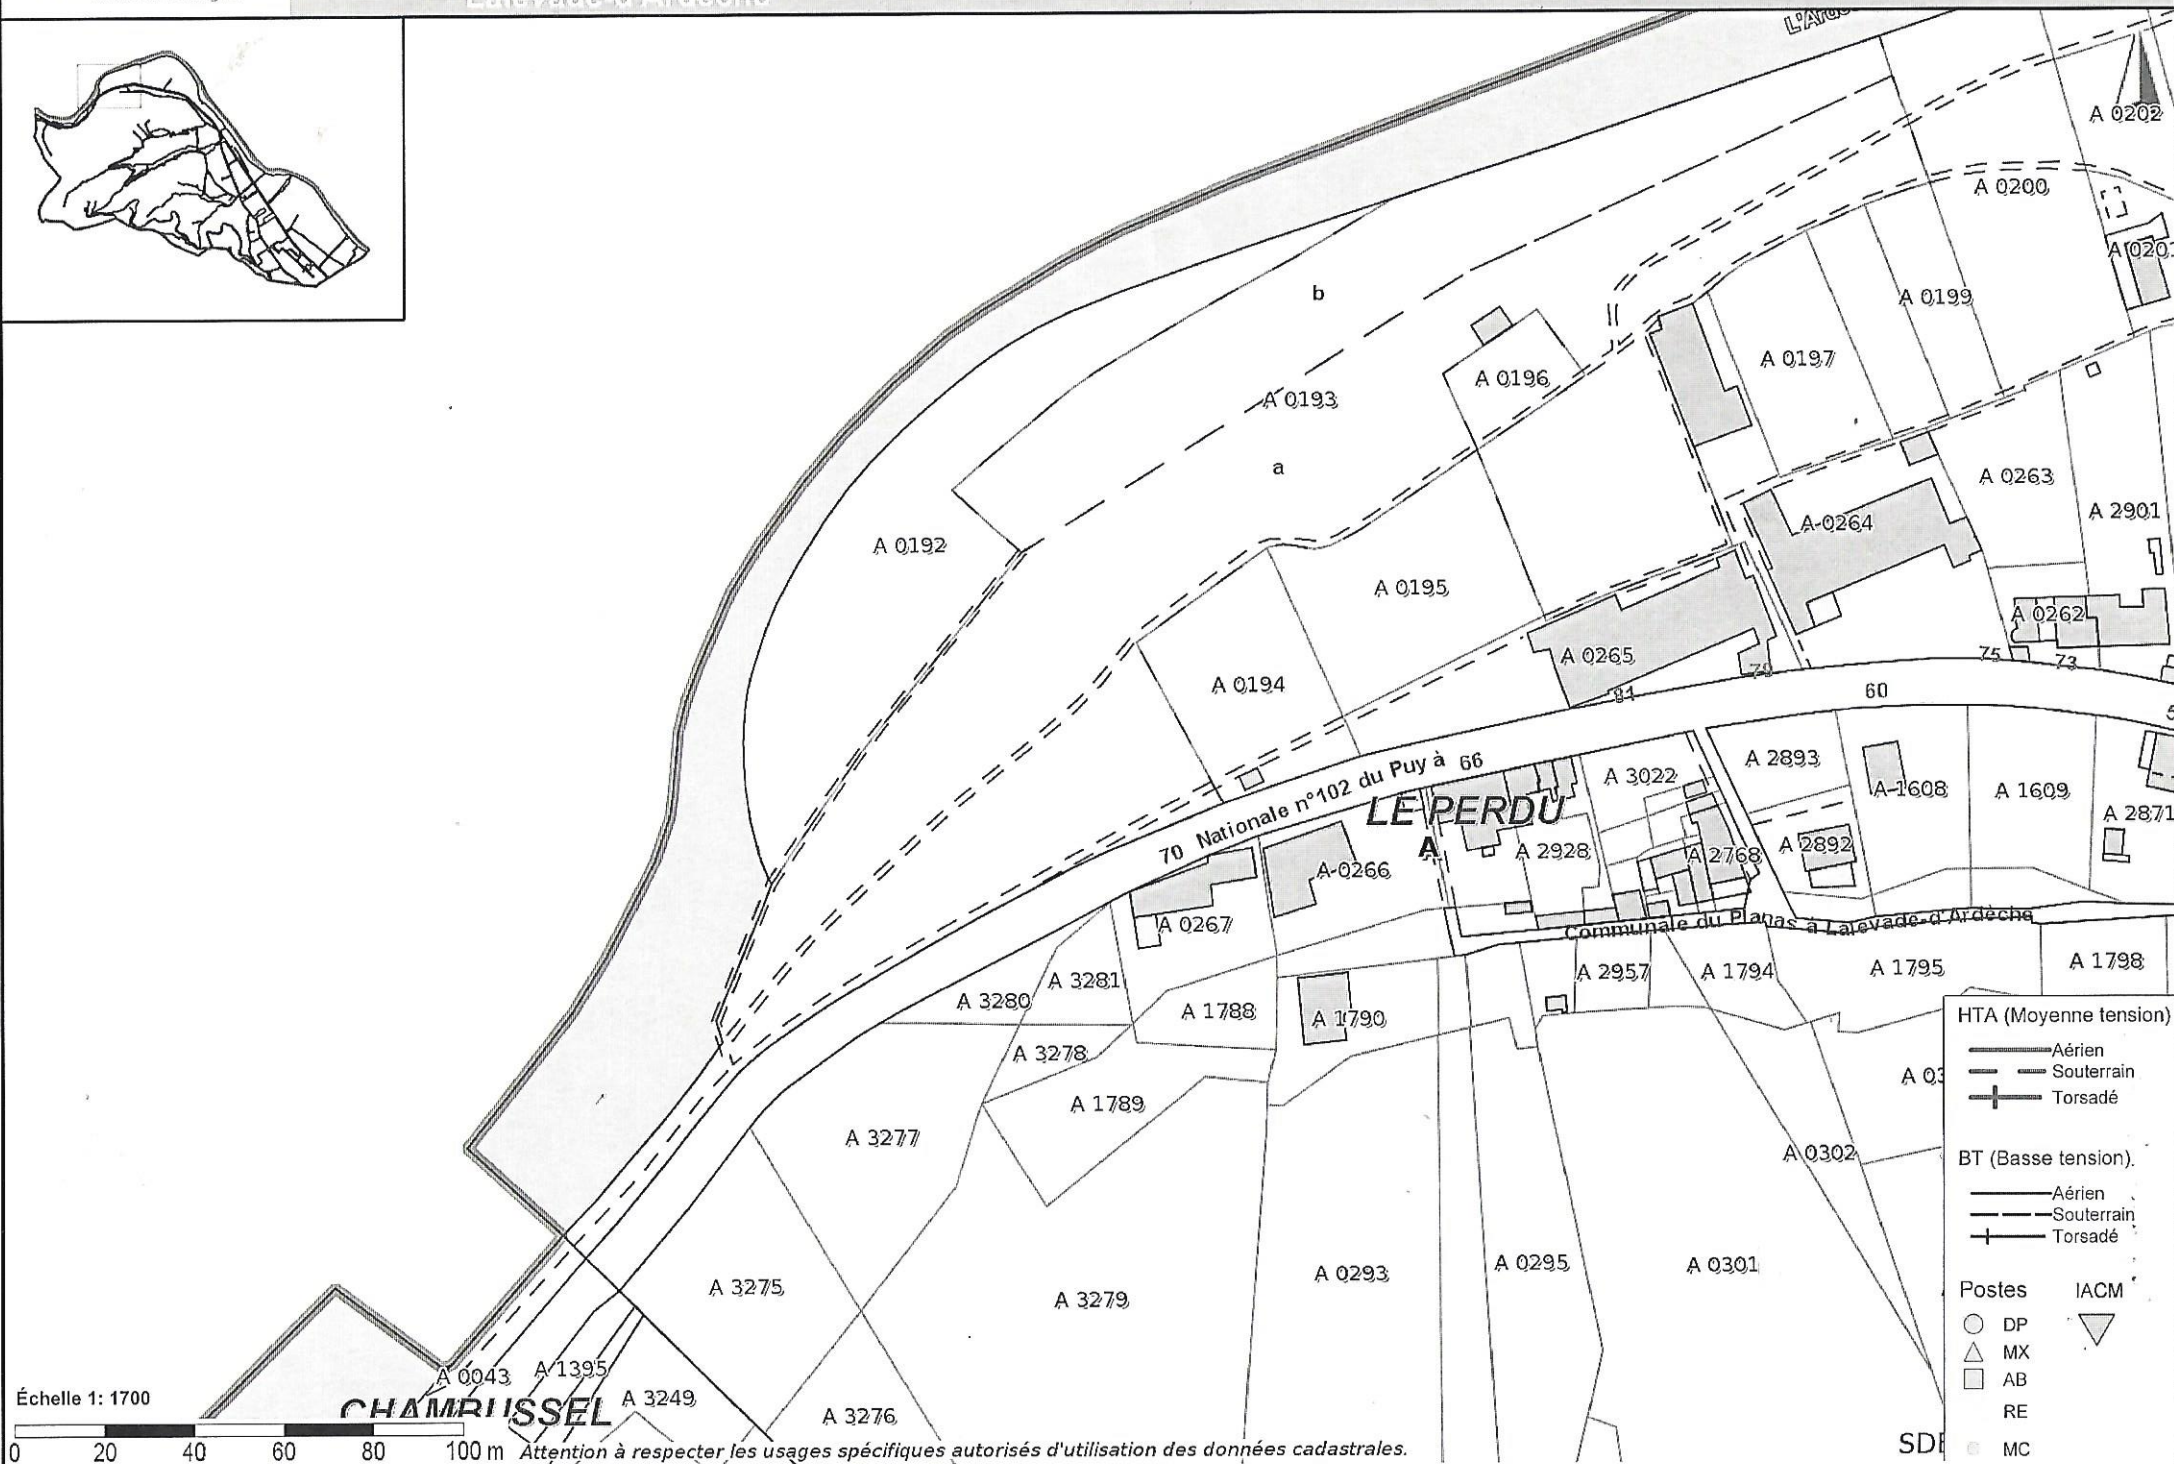 A 0202
A 0200
A 0199
b
A 0193
A 0196
A 0197
a
A 0263
A 2901
A 0264
A 0192
A 0195
A 0262
A 0265
A 0194
75
73
79
81
60
66
70 Nationale n°102 du Puy à
LE PERDU
A
A 3022
A 2893
A 1608
A 1609
A 2871
A 2928
A 2768
A 2892
A 0266
A 0267
Communale du Planas à Lalevade-d'Ardèche
A 3281
A 3280
A 1788
A 1790
A 2957
A 1794
A 1795
A 1798
A 3278
A 1789
A 3277
A 0302
A 3275
A 3279
A 0293
A 0295
A 0301
A 0043
A 1395
A 3249
A 3276
CHAMBUSSEL
HTA (Moyenne tension)
Aérien
Souterrain
Torsadé
BT (Basse tension)
Aérien
Souterrain
Torsadé
Postes IACM
DP
MX
AB
RE
MC
Échelle 1: 1700
0 20 40 60 80 100 m
Attention à respecter les usages spécifiques autorisés d'utilisation des données cadastrales.